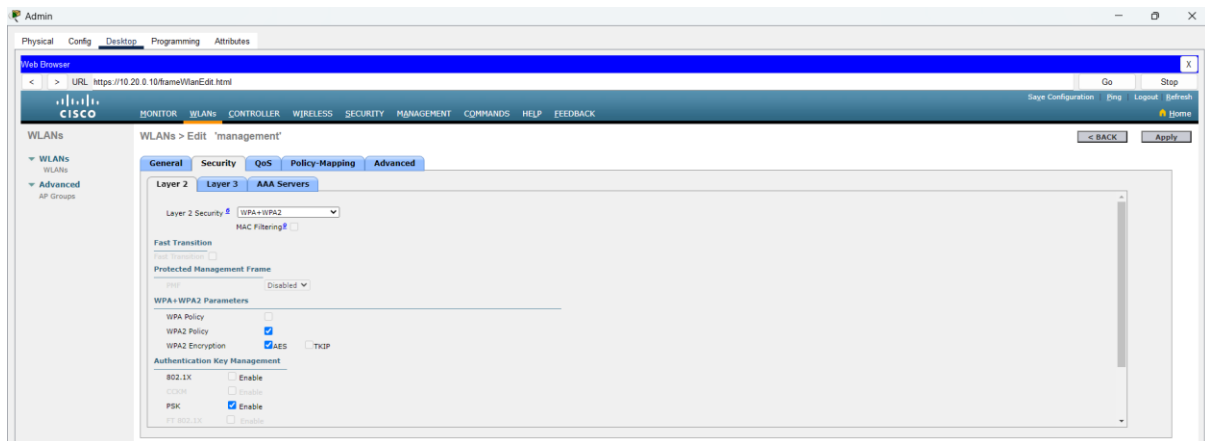 Admin
Physical Config Desktop Programming Attributes
Web Browser X
< > URL https://10.20.0.10/frameWlanEdit.html Go Stop
Save Configuration Ping Logout Refresh
CISCO MONITOR WLANs CONTROLLER WIRELESS SECURITY MANAGEMENT COMMANDS HELP FEEDBACK Home
WLANs WLANs > Edit 'management' < BACK Apply
WLANs General Security QoS Policy-Mapping Advanced
WLANs
Advanced Layer 2 Layer 3 AAA Servers
AP Groups
Layer 2 Security 6 WPA+WPA2
MAC Filtering 9
Fast Transition
Fast Transition
Protected Management Frame
PMF Disabled
WPA+WPA2 Parameters
WPA Policy
WPA2 Policy
WPA2 Encryption AES TKIP
Authentication Key Management
802.1X Enable
CCKM Enable
PSK Enable
FT 802.1X Enable